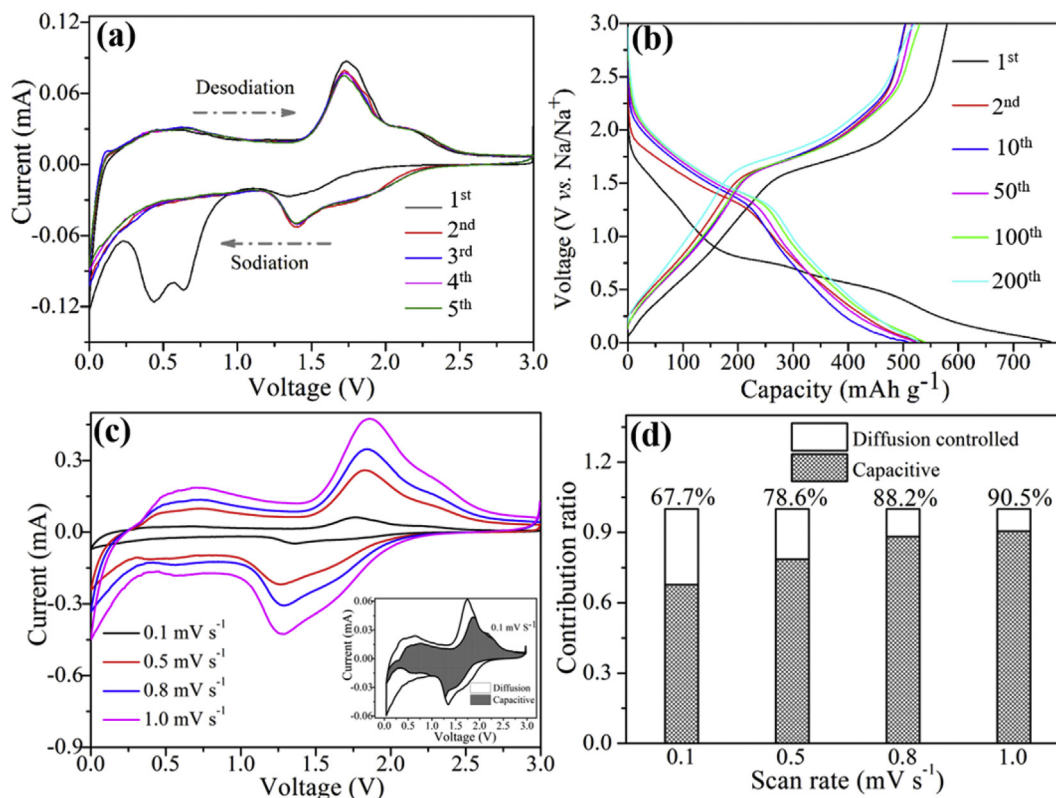 (a)
0.12
0.06
0.00
-0.06
-0.12
Current (mA)
Desodiation
Sodiation
1st
2nd
3rd
4th
5th
0.0 0.5 1.0 1.5 2.0 2.5 3.0
Voltage (V)
(b)
3.0
2.5
2.0
1.5
1.0
0.5
0.0
Voltage (V vs. Na/Na+)
1st
2nd
10th
50th
100th
200th
0 100 200 300 400 500 600 700
Capacity (mAh g-1)
(c)
0.3
0.0
-0.3
-0.6
-0.9
Current (mA)
0.1 mV s-1
0.5 mV s-1
0.8 mV s-1
1.0 mV s-1
0.06
0.03
0.00
-0.03
-0.06
Current (mA)
0.1 mV S-1
Diffusion
Capacitive
0.0 0.5 1.0 1.5 2.0 2.5 3.0
Voltage (V)
0.0 0.5 1.0 1.5 2.0 2.5 3.0
Voltage (V)
(d)
Diffusion controlled
Capacitive
1.2
0.9
0.6
0.3
0.0
Contribution ratio
67.7% 78.6% 88.2% 90.5%
0.1 0.5 0.8 1.0
Scan rate (mV s-1)